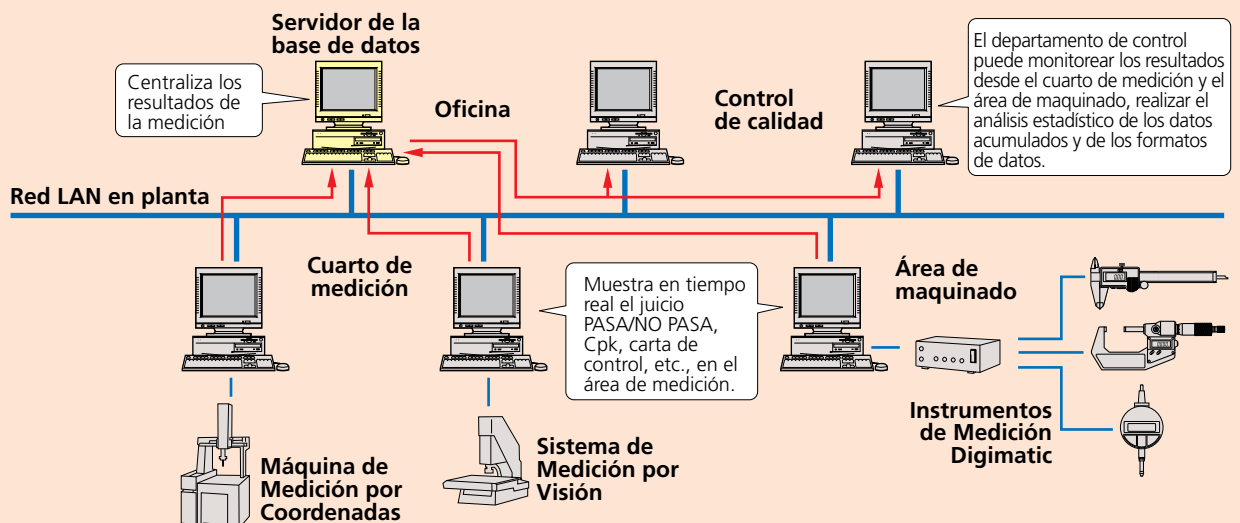 Servidor de la
base de datos
Centraliza los
resultados de
la medición
Oficina
Control
de calidad
El departamento de control
puede monitorear los resultados
desde el cuarto de medición y el
área de maquinado, realizar el
análisis estadístico de los datos
acumulados y de los formatos
de datos.
Red LAN en planta
Cuarto de
medición
Muestra en tiempo
real el juicio
PASA/NO PASA,
Cpk, carta de
control, etc., en el
área de medición.
Área de
maquinado
Instrumentos
de Medición
Digimatic
Máquina de
Medición por
Coordenadas
Sistema de
Medición por
Visión